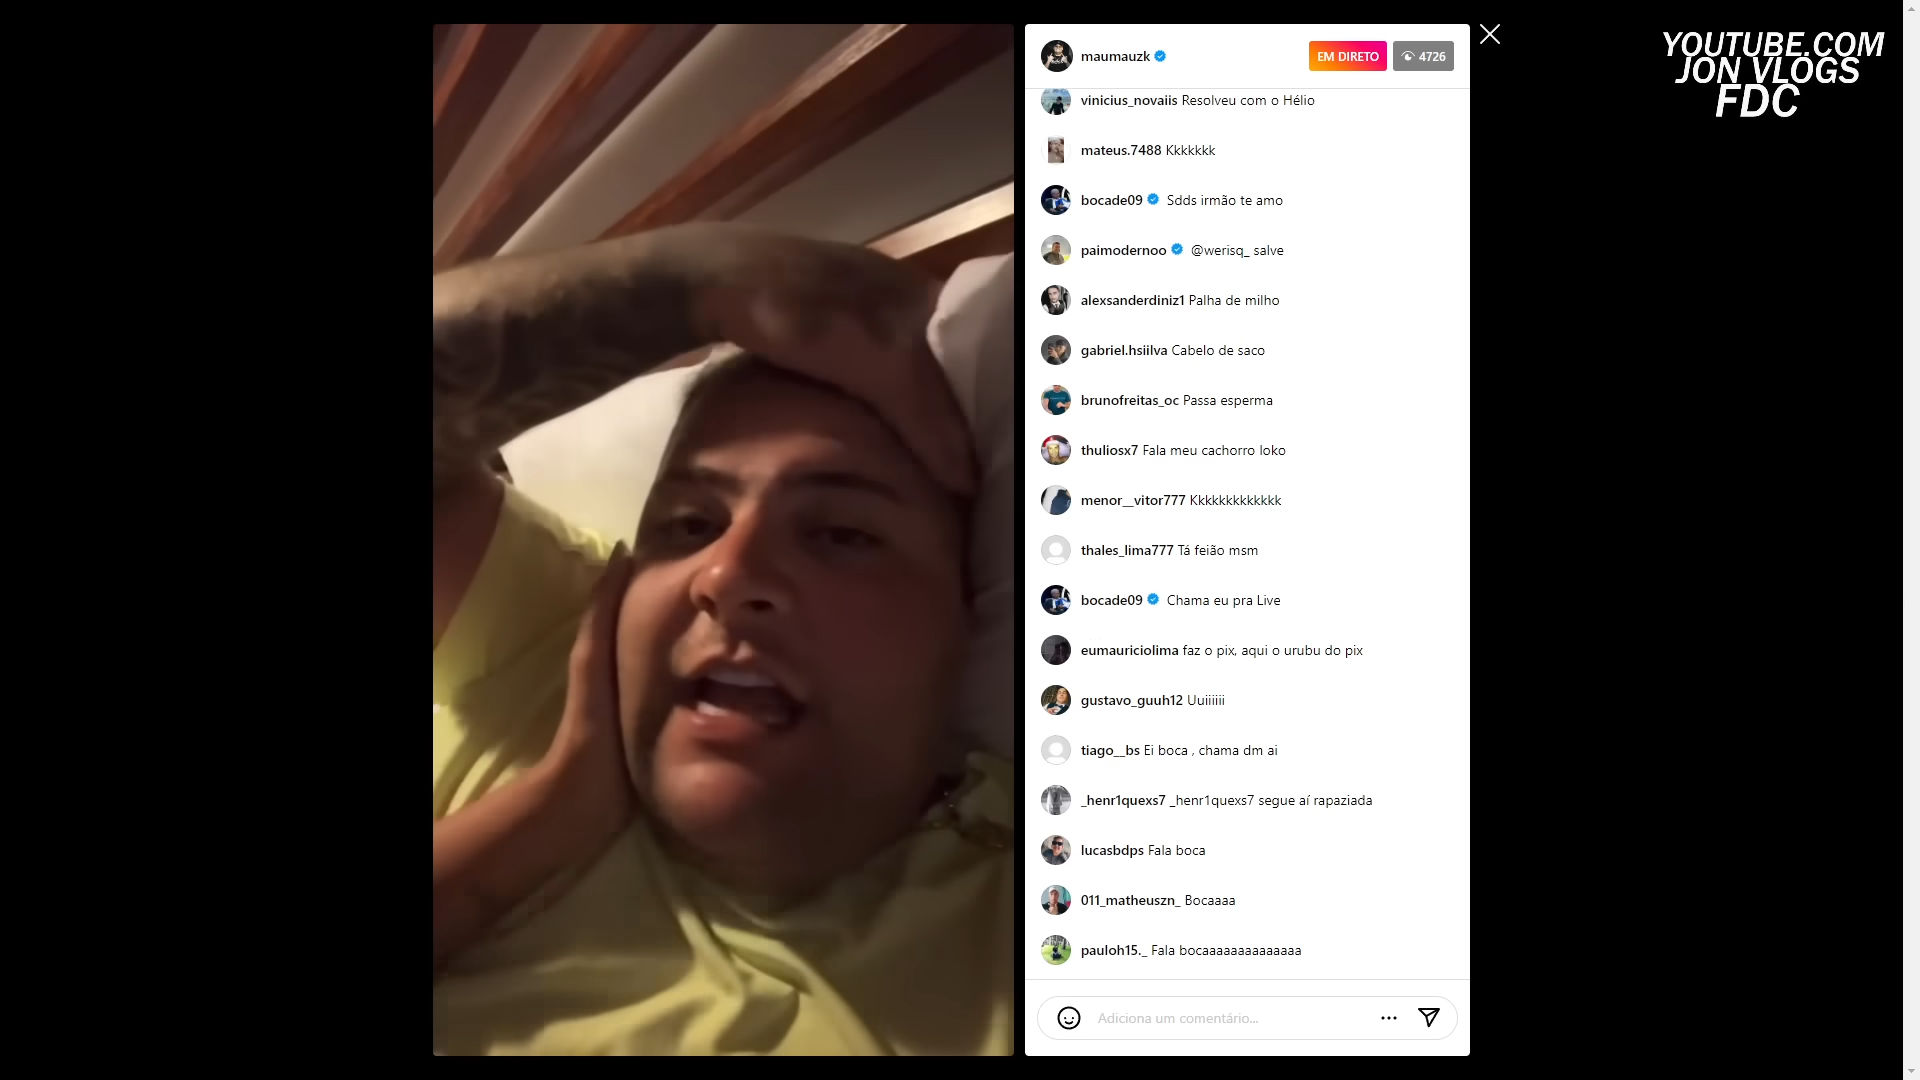 YOUTUBE.COM
JON VLOGS
FDC
maumauzk
EM DIRETO
4726
vinicius_novaiis Resolveu com o Hélio
mateus.7488 Kkkkkkk
bocade09 Sdds irmão te amo
paimodernoo @werisq_ salve
alexsanderdiniz1 Palha de milho
gabriel.hsiilva Cabelo de saco
brunofreitas_oc Passa esperma
thuliosx7 Fala meu cachorro loko
menor__vitor777 Kkkkkkkkkkkkk
thales_lima777 Tá feião msm
bocade09 Chama eu pra Live
eumauriciolima faz o pix, aqui o urubu do pix
gustavo_guuh12 Uuiiiiii
tiago__bs Ei boca , chama dm ai
_henr1quexs7 _henr1quexs7 segue aí rapaziada
lucasbdps Fala boca
011_matheuszn_ Bocaaaa
pauloh15._ Fala bocaaaaaaaaaaaaaa
Adiciona um comentário...